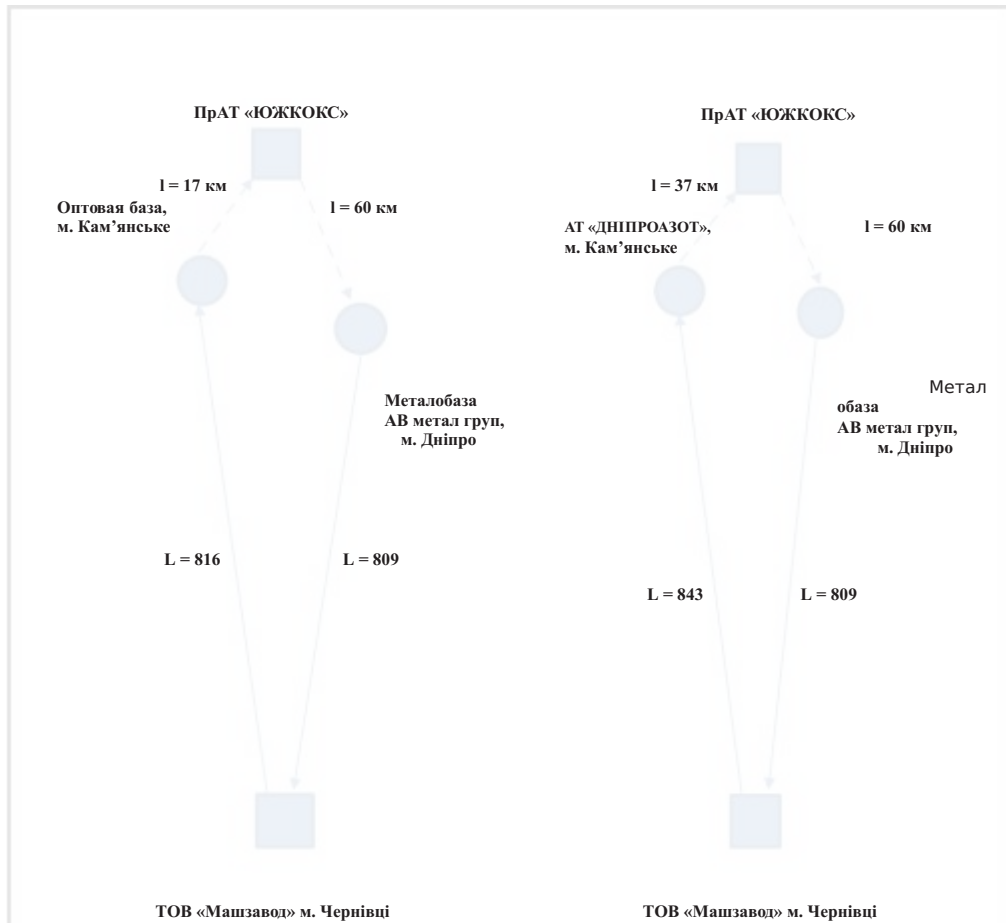 ПрАТ «ЮЖКОКС»
l = 17 км
Оптовая база,
м. Кам’янське
l = 60 км
Металобаза
АВ метал груп,
м. Дніпро
L = 816
L = 809
ТОВ «Машзавод» м. Чернівці
ПрАТ «ЮЖКОКС»
l = 37 км
АТ «ДНІПРОАЗОТ»,
м. Кам’янське
l = 60 км
Метал
обаза
АВ метал груп,
м. Дніпро
L = 843
L = 809
ТОВ «Машзавод» м. Чернівці